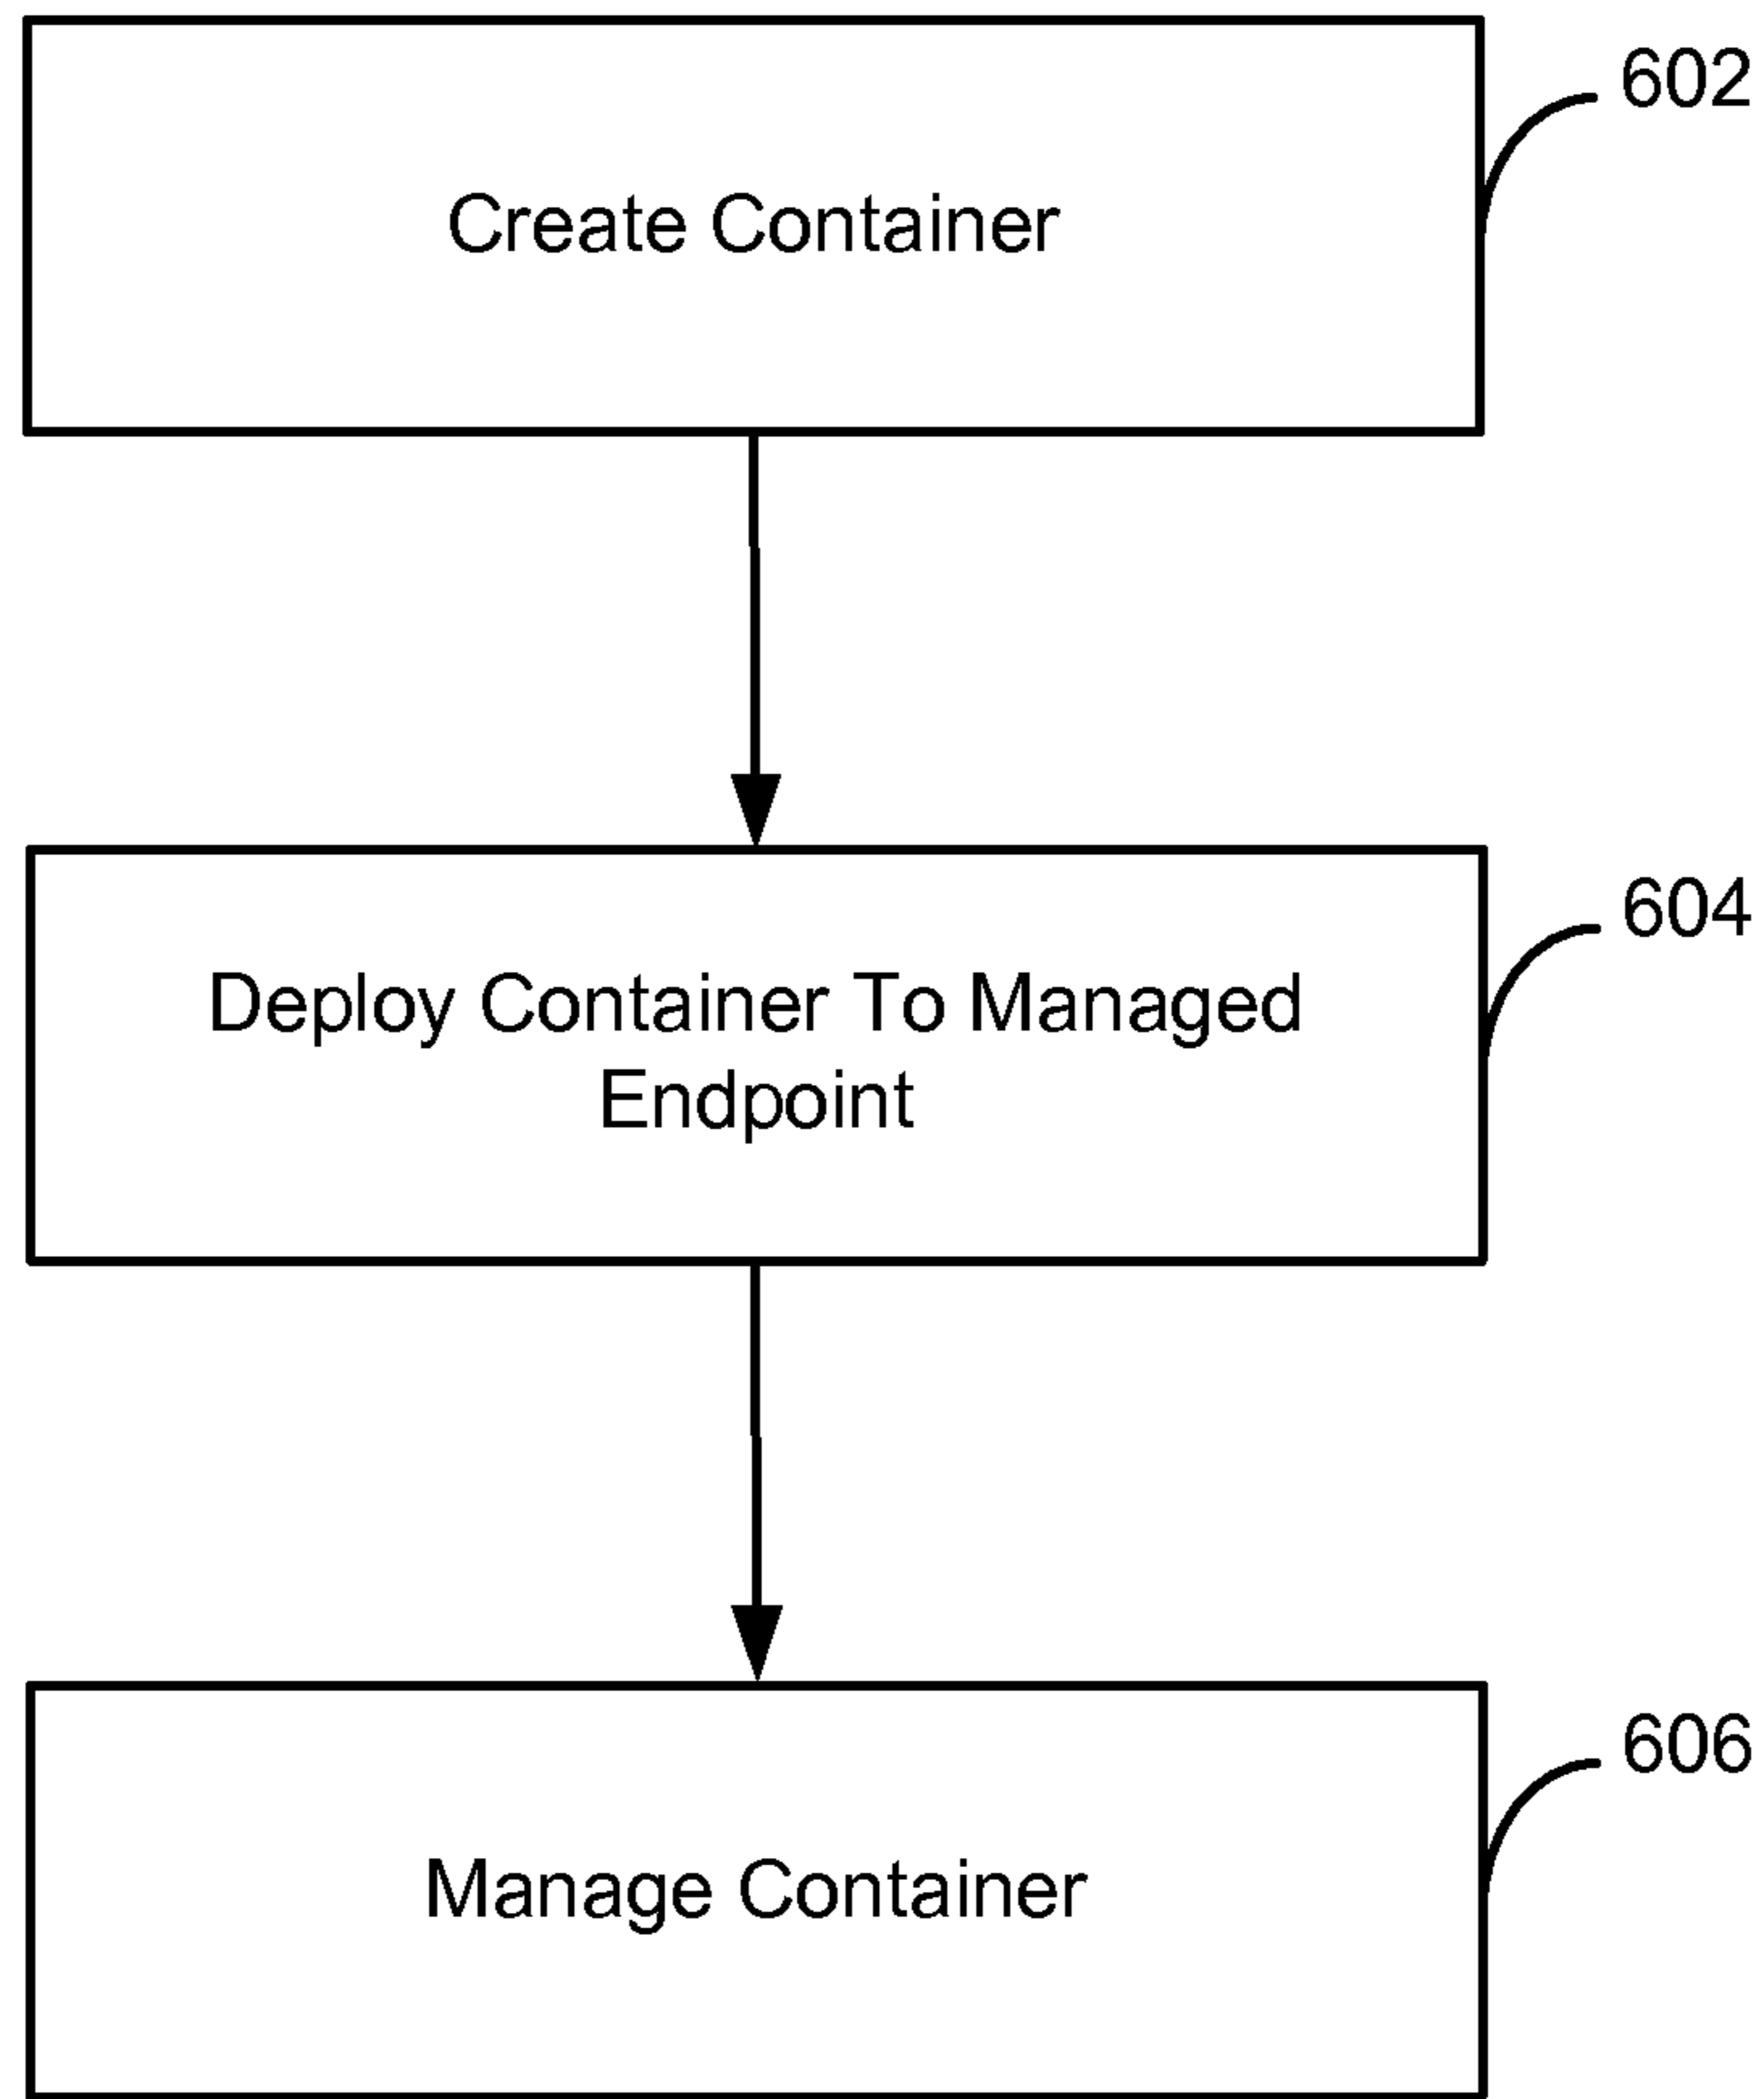 602
Create Container
604
Deploy Container To Managed
Endpoint
606
Manage Container